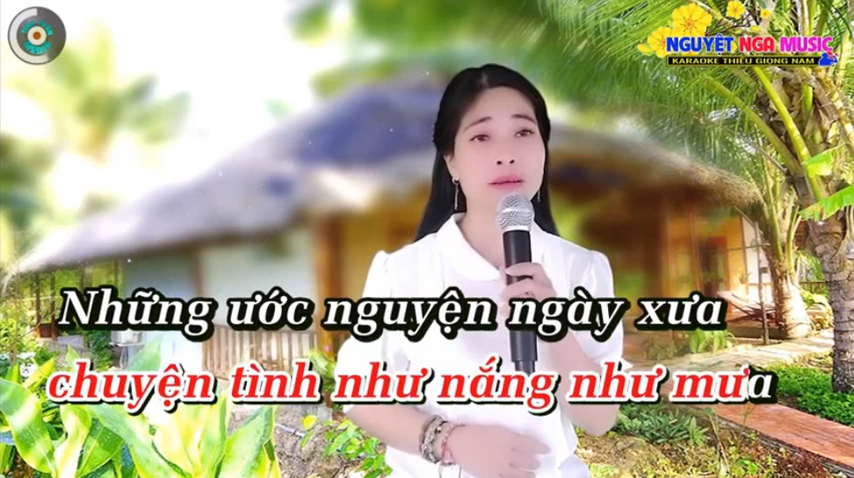 NGUYỆT NGA MUSIC
KARAOKE THIẾU GIỌNG NAM
Những ước nguyện ngày xưa
chuyện tình như nắng như mưa